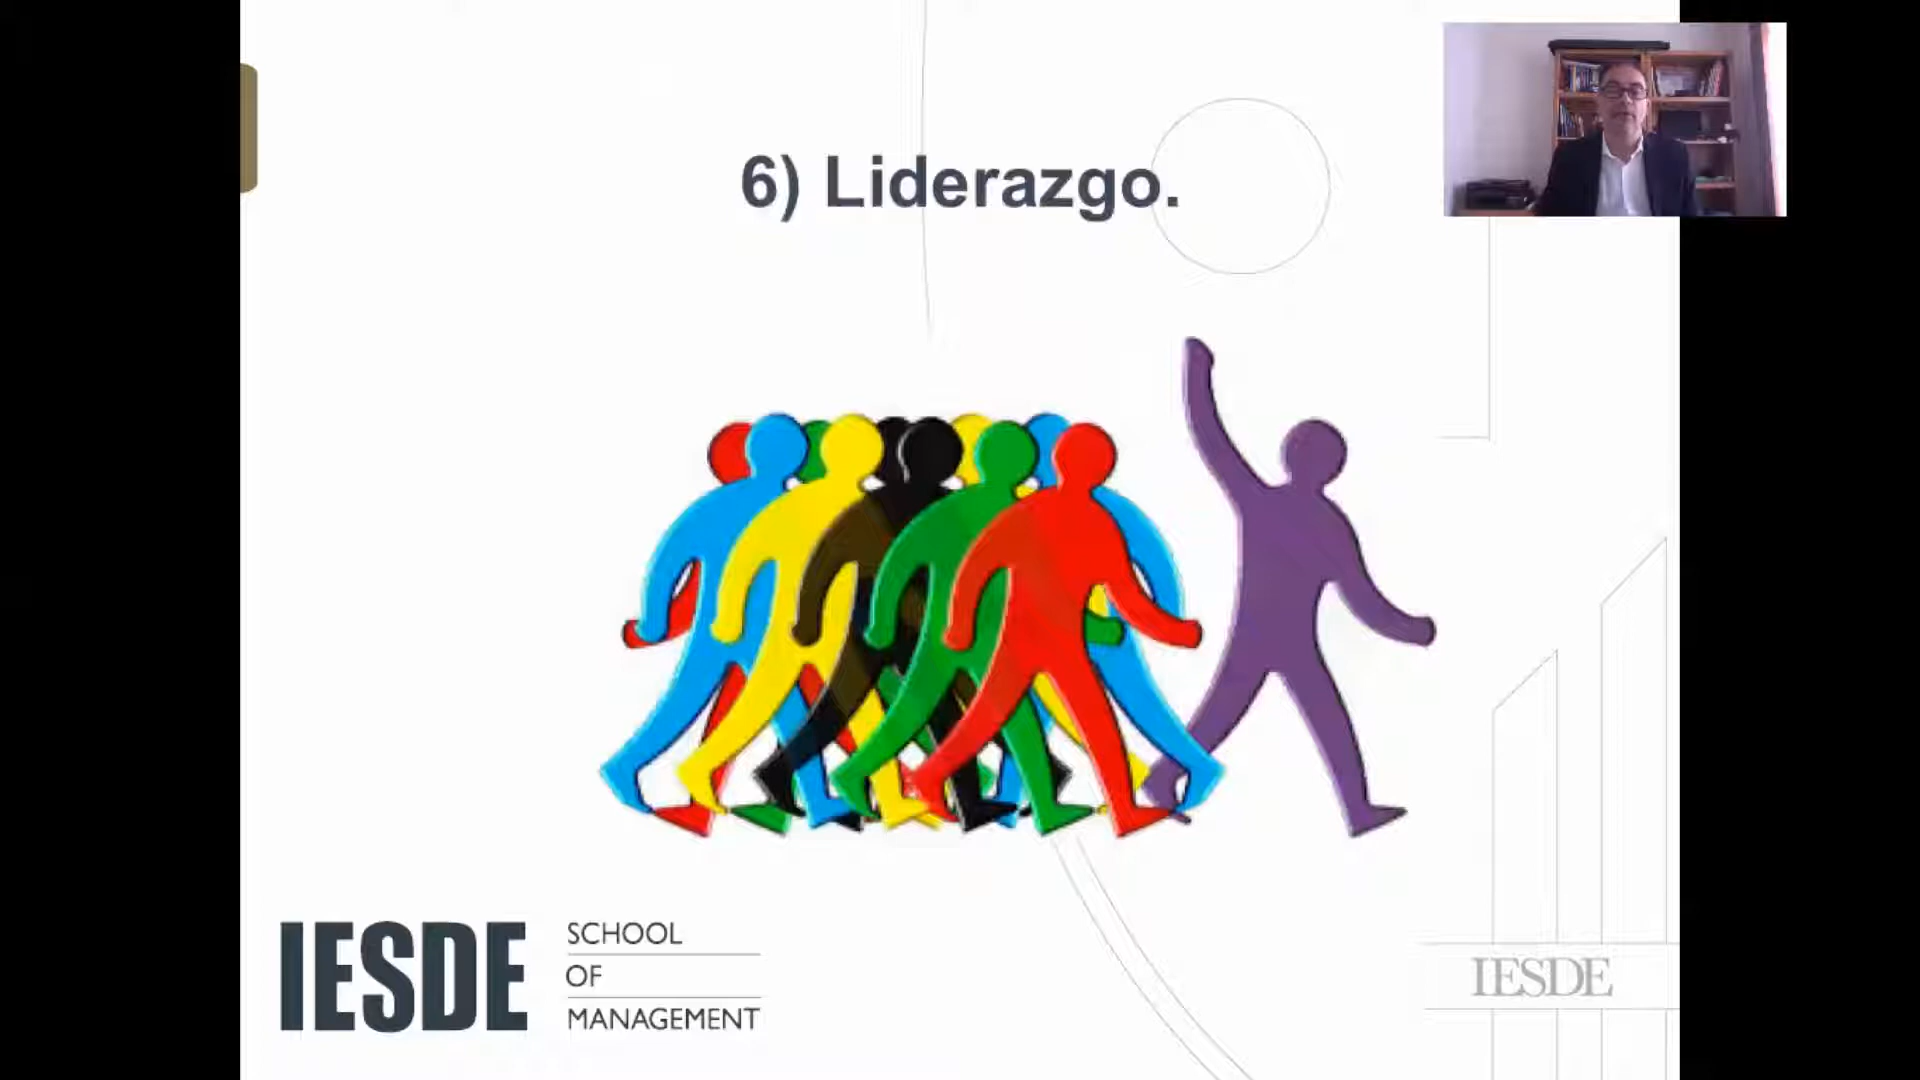 6) Liderazgo.
IESDE
SCHOOL
OF
MANAGEMENT
IESDE